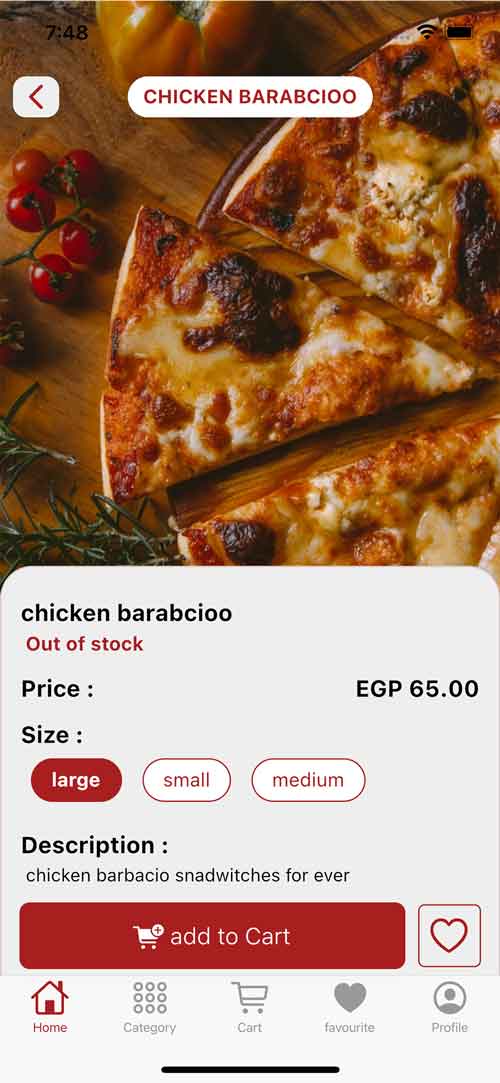 7:48
CHICKEN BARABCIOO
chicken barabcioo
Out of stock
Price :
EGP 65.00
Size :
large
small
medium
Description :
chicken barbacio snadwitches for ever
add to Cart
Home
Category
Cart
favourite
Profile